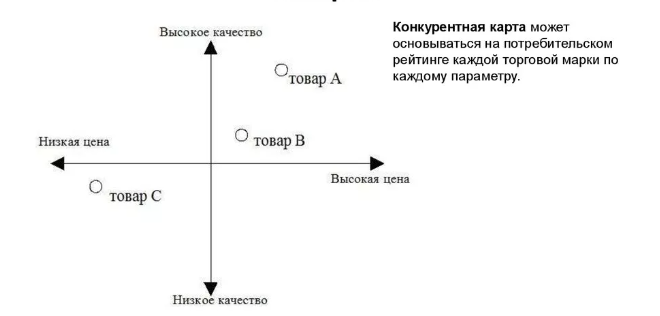 Высокое качество
Конкурентная карта может
основываться на потребительском
рейтинге каждой торговой марки по
каждому параметру.
товар А
товар В
Низкая цена
Высокая цена
товар С
Низкое качество